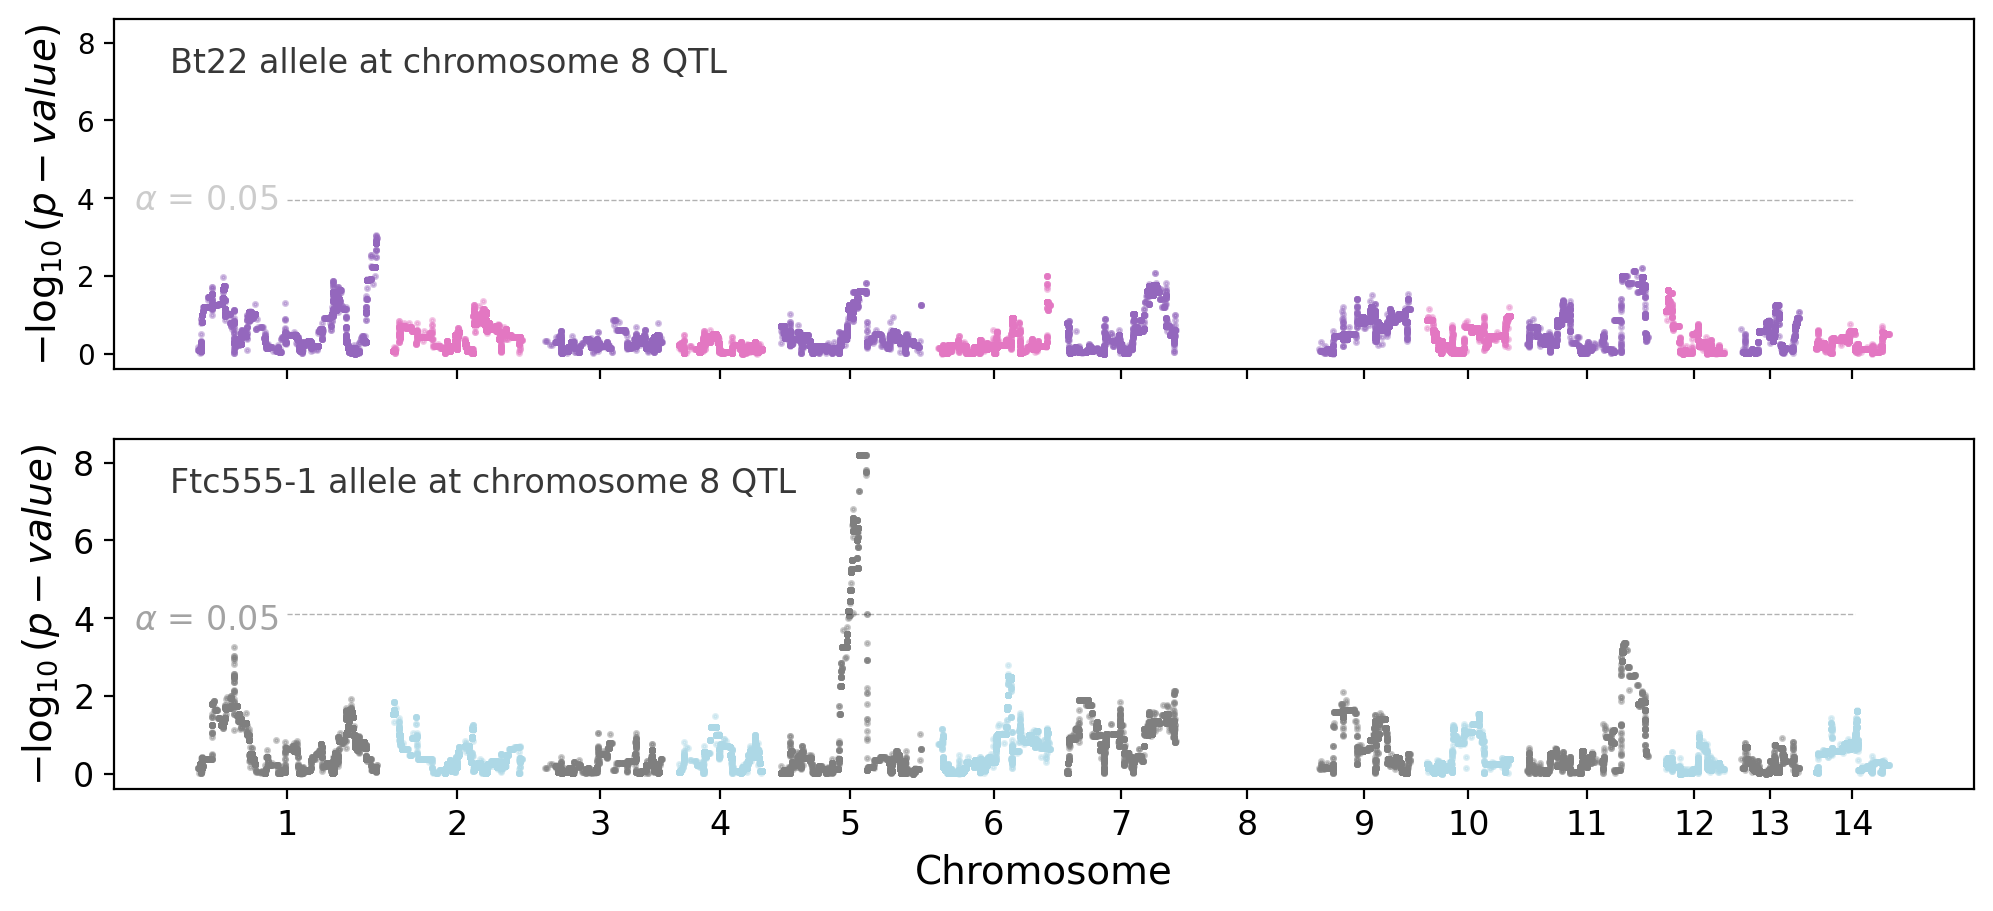 −log₁₀(p − value)
8
6
4
2
0
Bt22 allele at chromosome 8 QTL
α = 0.05
−log₁₀(p − value)
8
6
4
2
0
Ftc555-1 allele at chromosome 8 QTL
α = 0.05
1 2 3 4 5 6 7 8 9 10 11 12 13 14
Chromosome